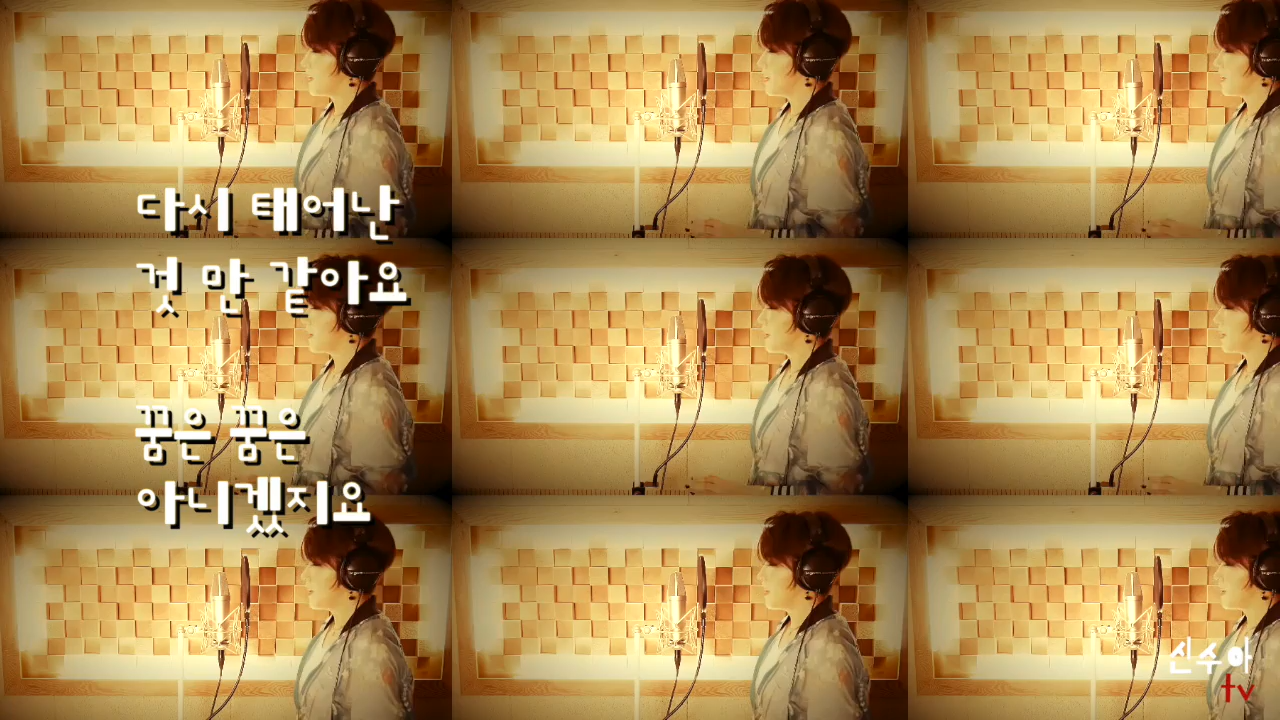 다시 태어난
것 만 같아요
꿈은 꿈은
아니겠지요
신수아
tv